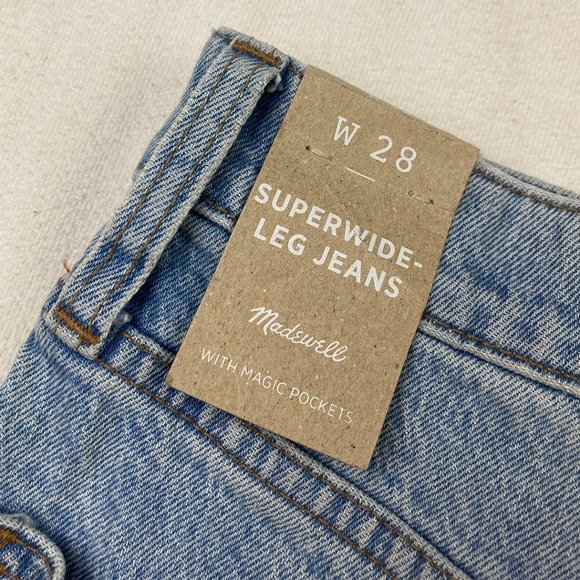 W 28
SUPERWIDE-
LEG JEANS
Madewell
WITH MAGIC POCKETS